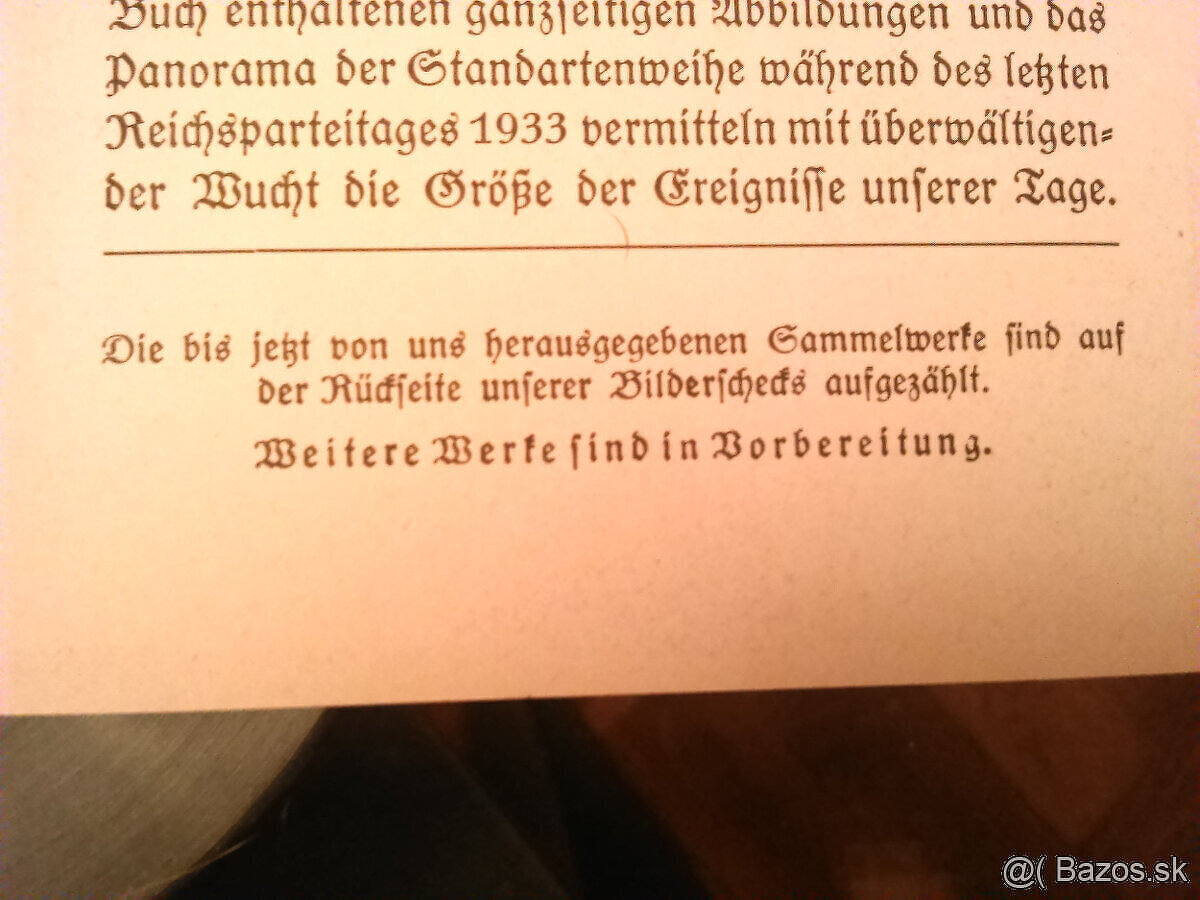 Buch enthaltenen ganzseitigen Abbildungen und das
Panorama der Standartenweihe während des letzten
Reichsparteitages 1933 vermitteln mit überwältigen-
der Wucht die Größe der Ereignisse unserer Tage.
Die bis jetzt von uns herausgegebenen Sammelwerke sind auf
der Rückseite unserer Bilderschecks aufgezählt.
Weitere Werke sind in Vorbereitung.
@( Bazos.sk